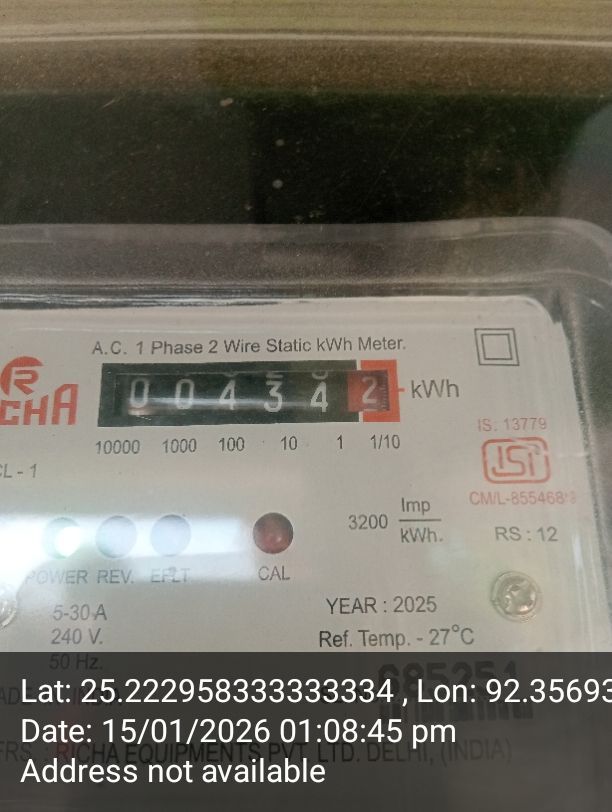 A.C. 1 Phase 2 Wire Static kWh Meter.
R
CHA
0 0 4 3 4 2 kWh
10000 1000 100 10 1 1/10
CL - 1
IS: 13779
ISI
CM/L-855468
3200 Imp/kWh.
RS : 12
POWER REV. EFLT CAL
5-30 A
240 V.
50 Hz.
YEAR : 2025
Ref. Temp. - 27°C
RICHA EQUIPMENTS PVT. LTD. DELHI, (INDIA)
Lat: 25.222958333333334 , Lon: 92.35693
Date: 15/01/2026 01:08:45 pm
Address not available